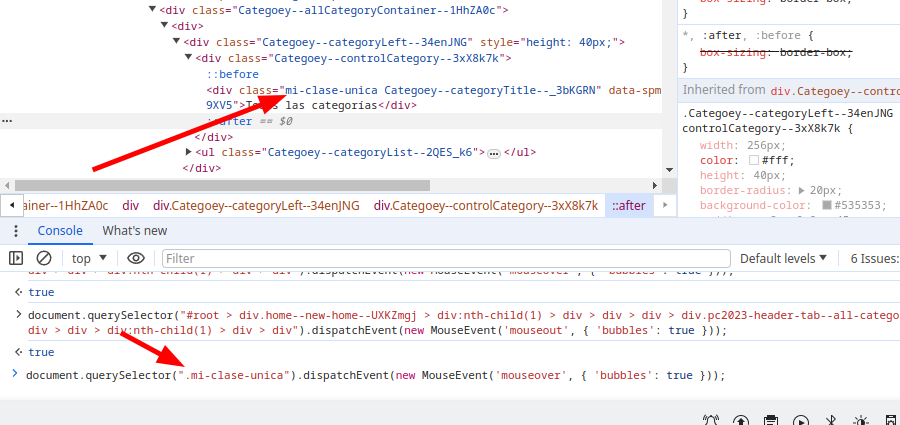 <div class="Categoey--allCategoryContainer--1HhZA0c">
<div>
<div class="Categoey--categoryLeft--34enJNG" style="height: 40px;">
<div class="Categoey--controlCategory--3xX8k7k">
::before
<div class="mi-clase-unica Categoey--categoryTitle--_3bKGRN" data-spm
9XV5"> las categorías</div>
::after == $0
</div>
<ul class="Categoey--categoryList--2QES_k6"> … </ul>
</div>
box-sizing: border-box;
}
*, :after, :before {
box-sizing: border-box;
}
Inherited from div.Categoey--contro
.Categoey--categoryLeft--34enJNG
controlCategory--3xX8k7k {
width: 256px;
color: #fff;
height: 40px;
border-radius: 20px;
background-color: #535353;
ainer--1HhZA0c div div.Categoey--categoryLeft--34enJNG div.Categoey--controlCategory--3xX8k7k ::after
Console What's new
top Filter Default levels 6 Issues:
div > div > div:nth-child(1) > div > div").dispatchEvent(new MouseEvent('mouseover', { 'bubbles': true }));
true
document.querySelector("#root > div.home--new-home--UXKZmgj > div:nth-child(1) > div > div > div > div.pc2023-header-tab--all-catego
div > div > div:nth-child(1) > div > div").dispatchEvent(new MouseEvent('mouseout', { 'bubbles': true }));
true
document.querySelector(".mi-clase-unica").dispatchEvent(new MouseEvent('mouseover', { 'bubbles': true }));